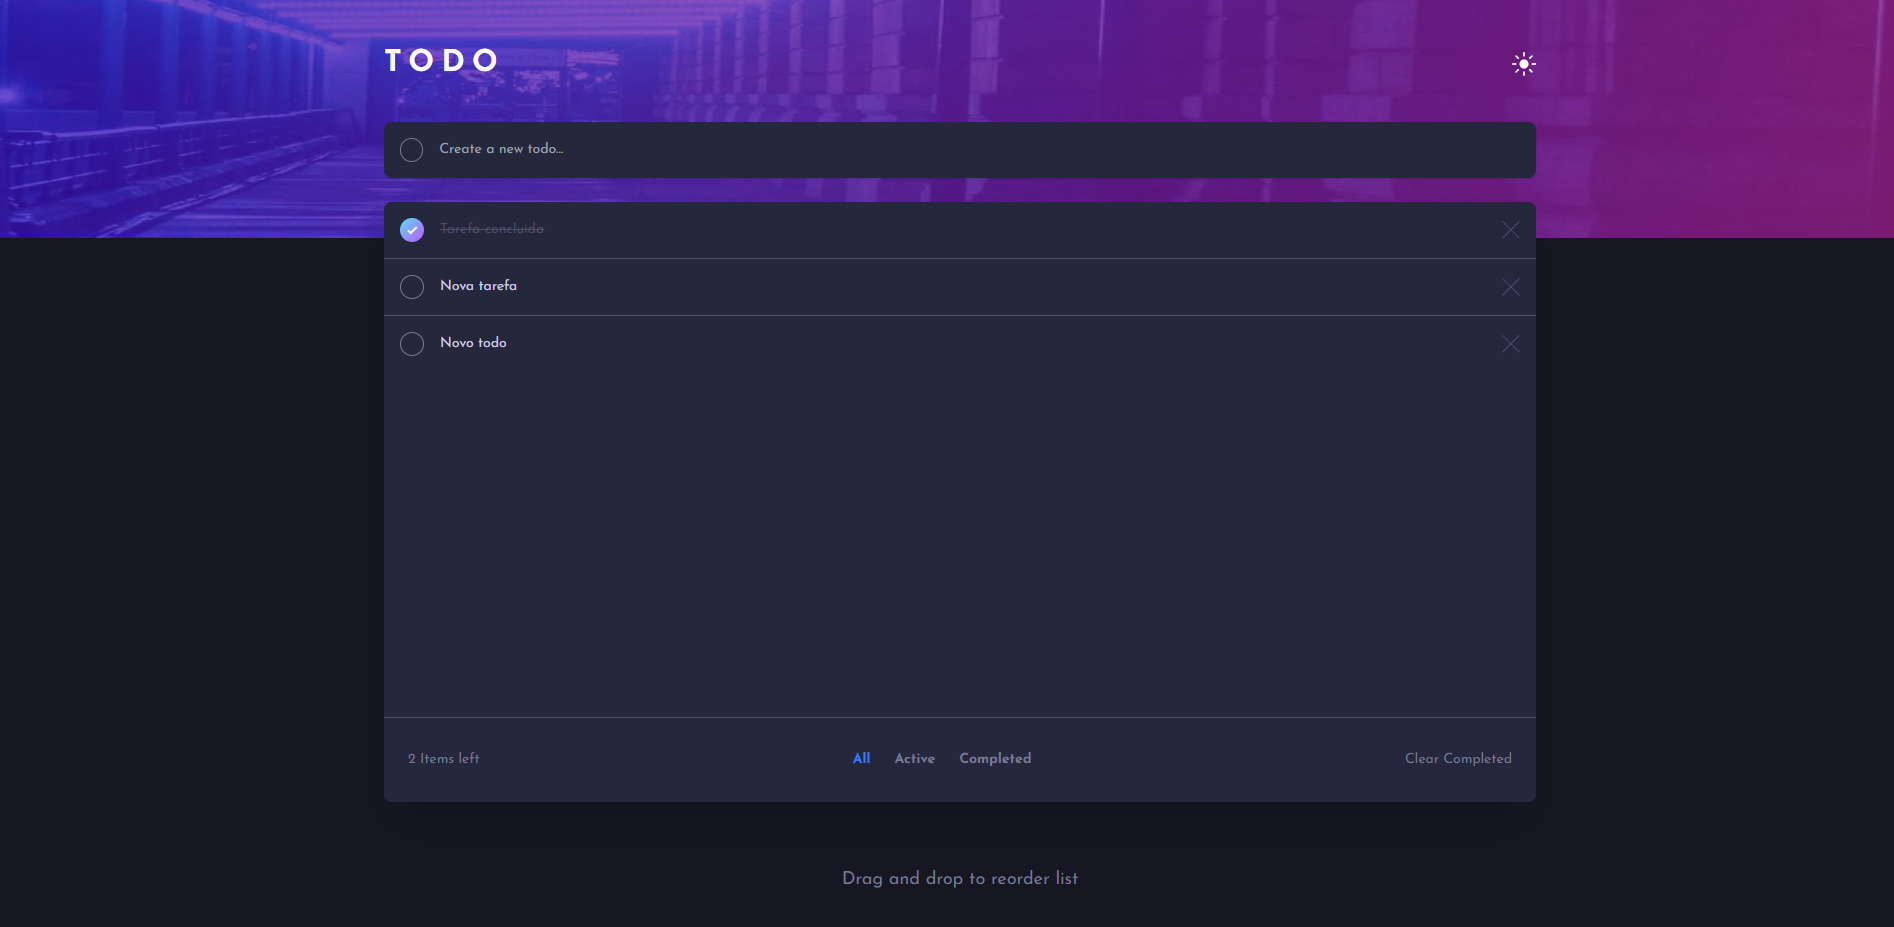 TODO
Create a new todo...
Tarefa concluido
Nova tarefa
Novo todo
2 Items left
All Active Completed
Clear Completed
Drag and drop to reorder list